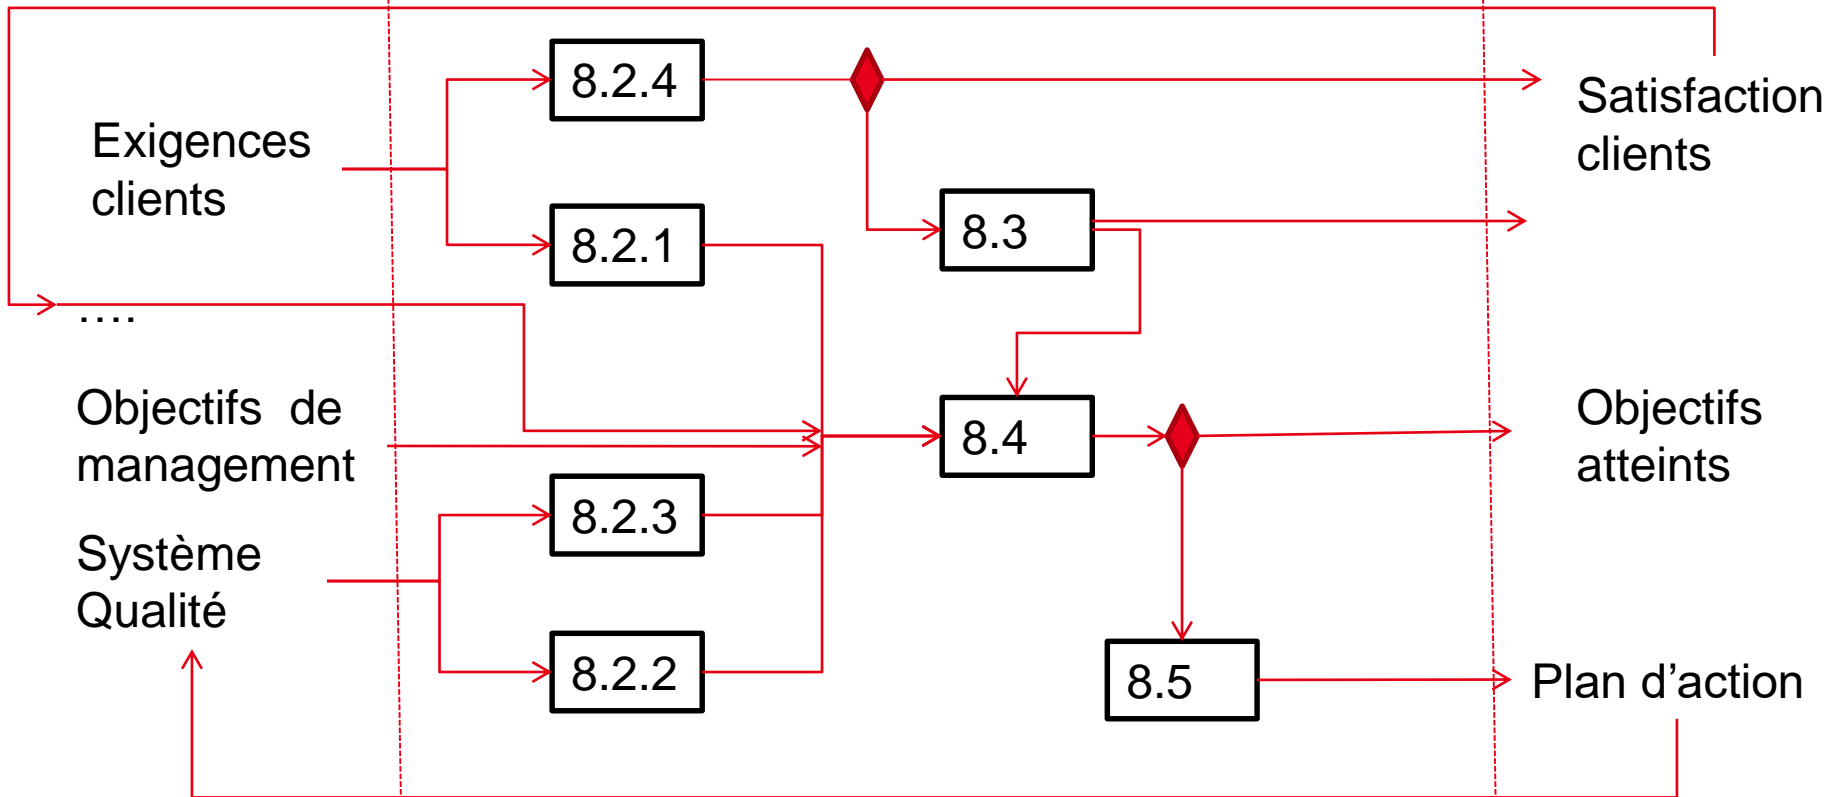 8.2.4
Satisfaction
clients
Exigences
clients
8.2.1
8.3
....
Objectifs de
management
8.4
Objectifs
atteints
8.2.3
Système
Qualité
8.2.2
8.5
Plan d’action